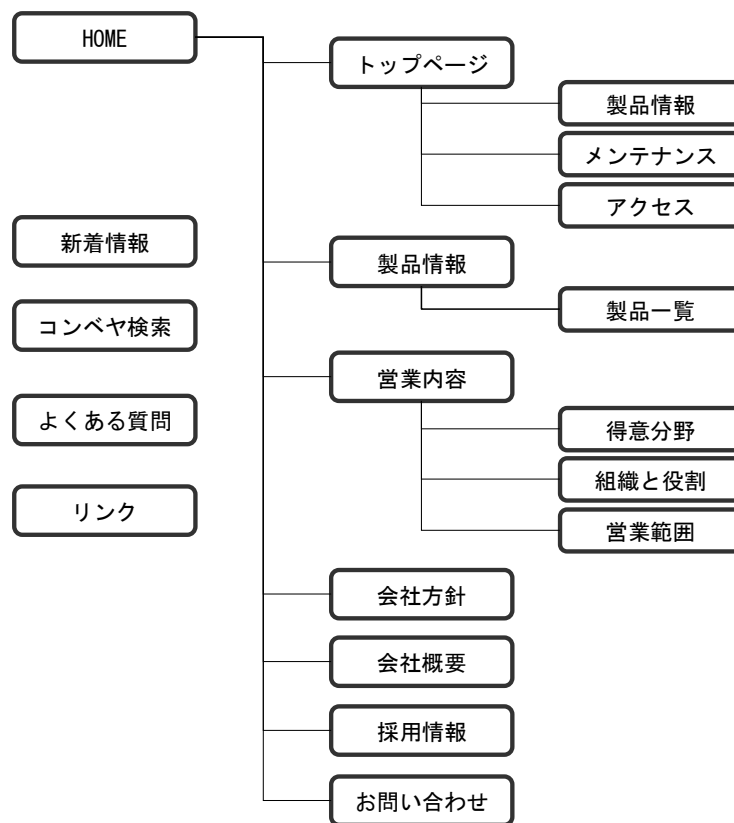 HOME
トップページ
製品情報
メンテナンス
アクセス
新着情報
製品情報
コンベヤ検索
製品一覧
営業内容
よくある質問
得意分野
組織と役割
リンク
営業範囲
会社方針
会社概要
採用情報
お問い合わせ